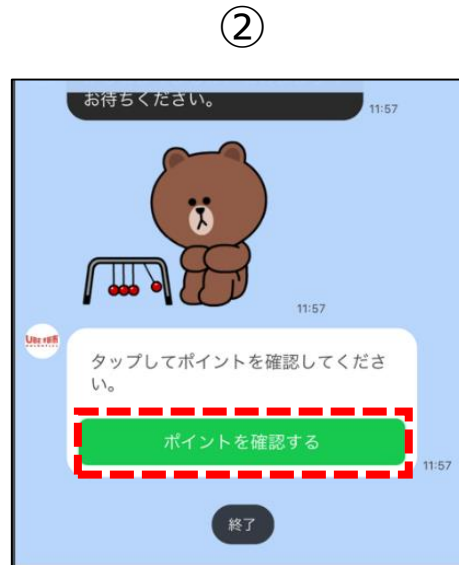 ②
お待ちください。
11:57
11:57
タップしてポイントを確認してくださ
い。
ポイントを確認する
11:57
終了